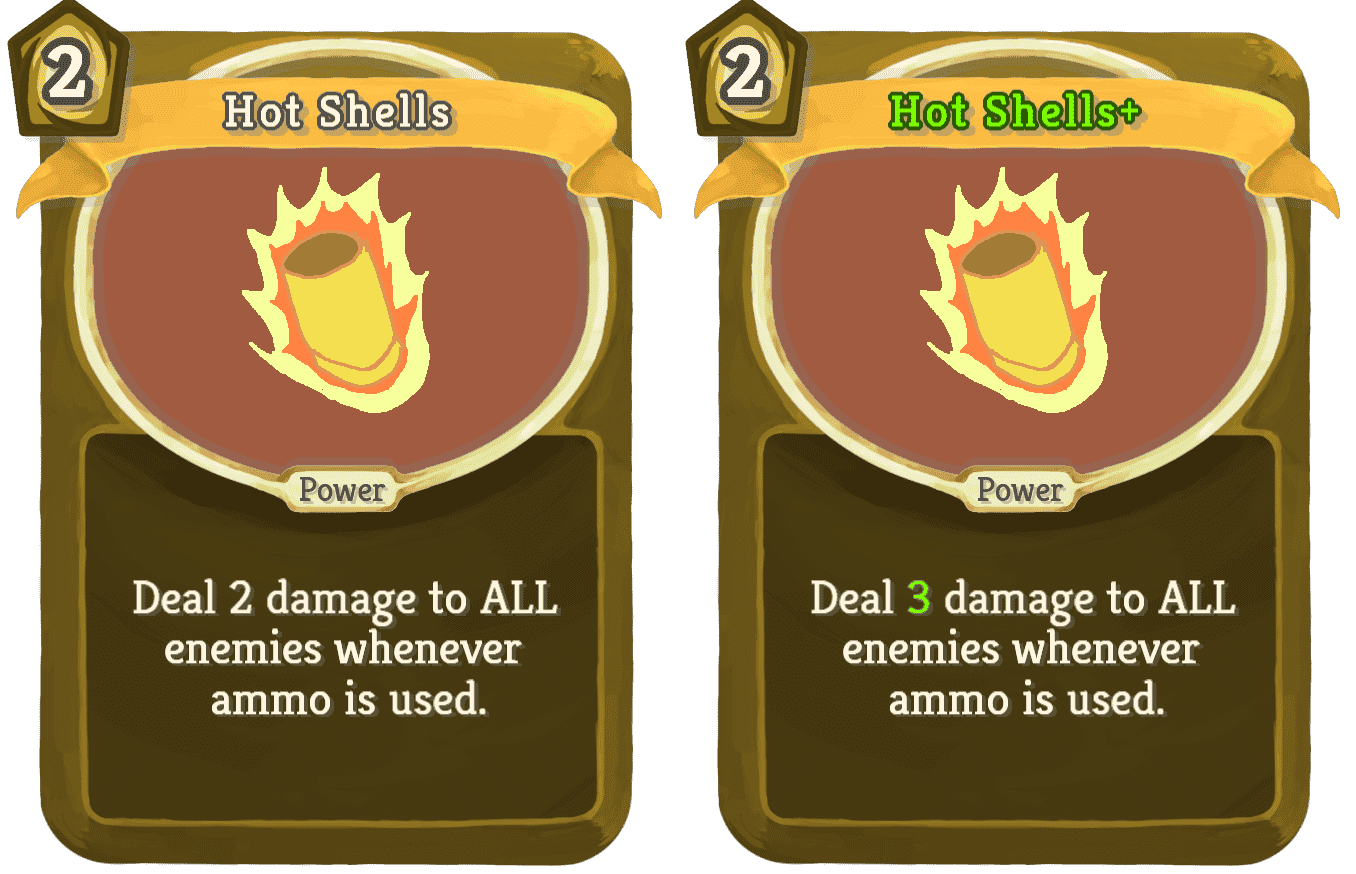 2
Hot Shells
Power
Deal 2 damage to ALL
enemies whenever
ammo is used.
2
Hot Shells+
Power
Deal 3 damage to ALL
enemies whenever
ammo is used.